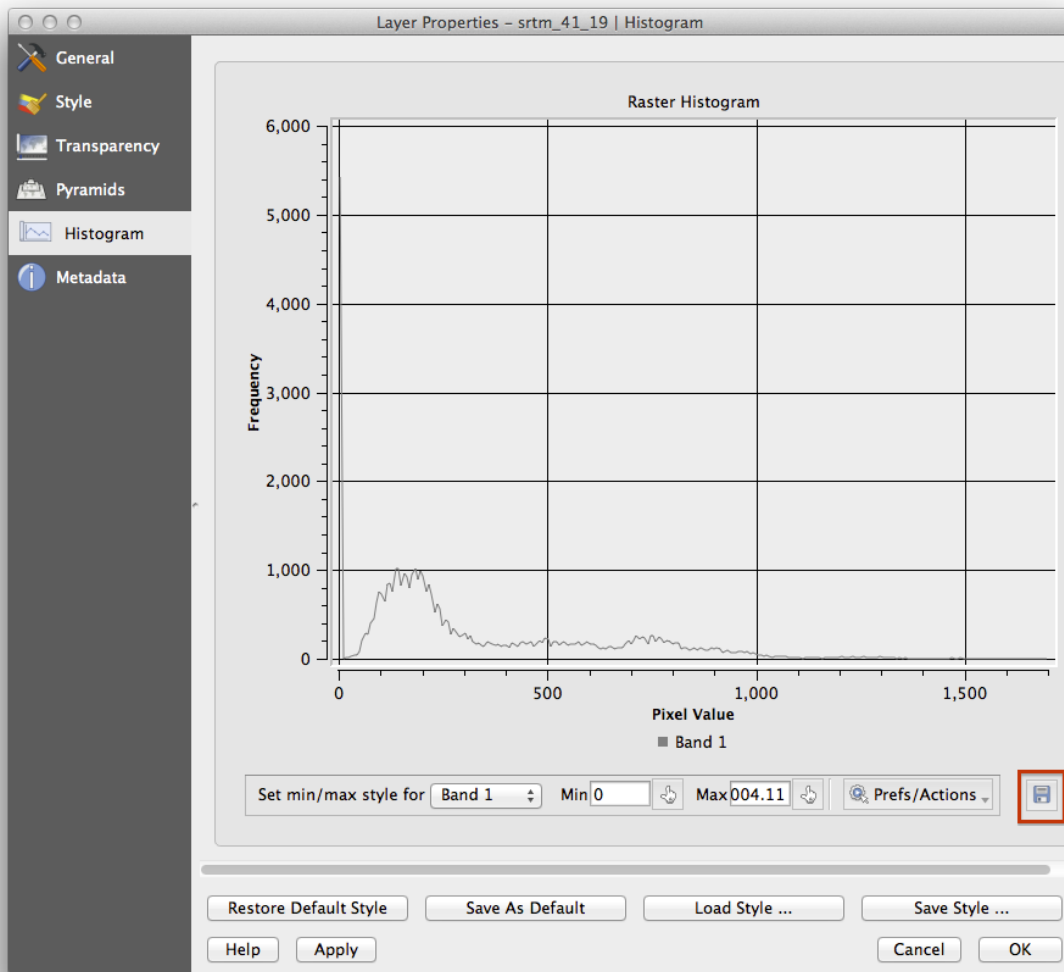 Layer Properties – srtm_41_19 | Histogram
General
Style
Transparency
Pyramids
Histogram
Metadata
Raster Histogram
6,000
5,000
4,000
3,000
2,000
1,000
0
Frequency
0 500 1,000 1,500
Pixel Value
Band 1
Set min/max style for Band 1 Min 0 Max 004.11 Prefs/Actions
Restore Default Style Save As Default Load Style ... Save Style ...
Help Apply Cancel OK